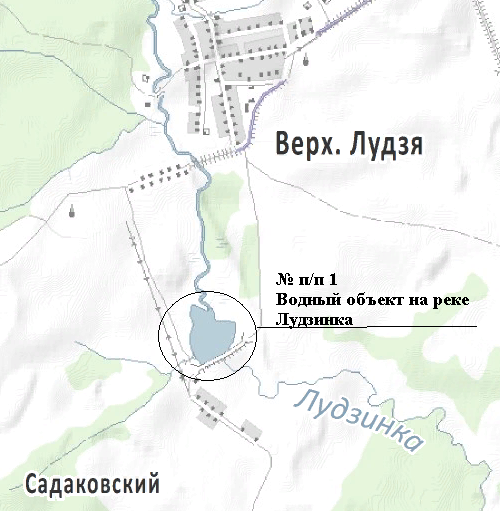 Верх. Лудзя
№ п/п 1
Водный объект на реке
Лудзинка
Лудзинка
Садаковский